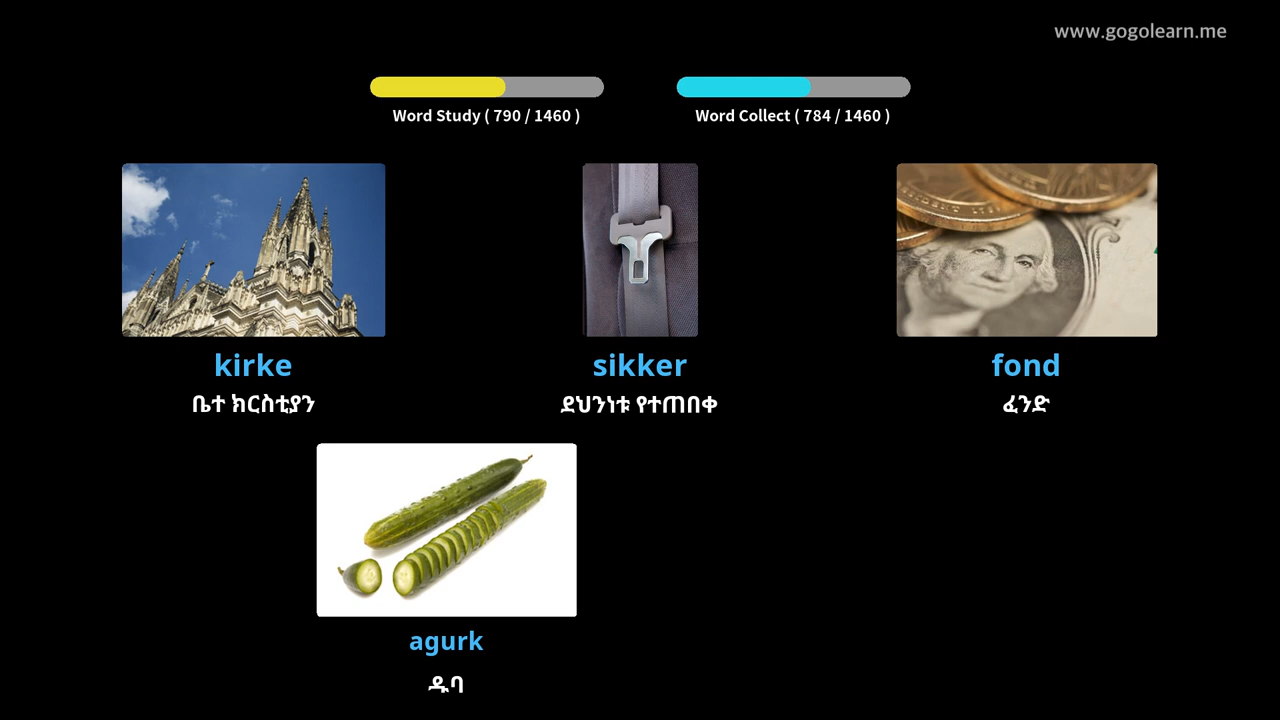 www.gogolearn.me
Word Study ( 790 / 1460 )
Word Collect ( 784 / 1460 )
kirke
ቤተ ክርስቲያን
sikker
ደህንነቱ የተጠበቀ
fond
ፈንድ
agurk
ዱባ